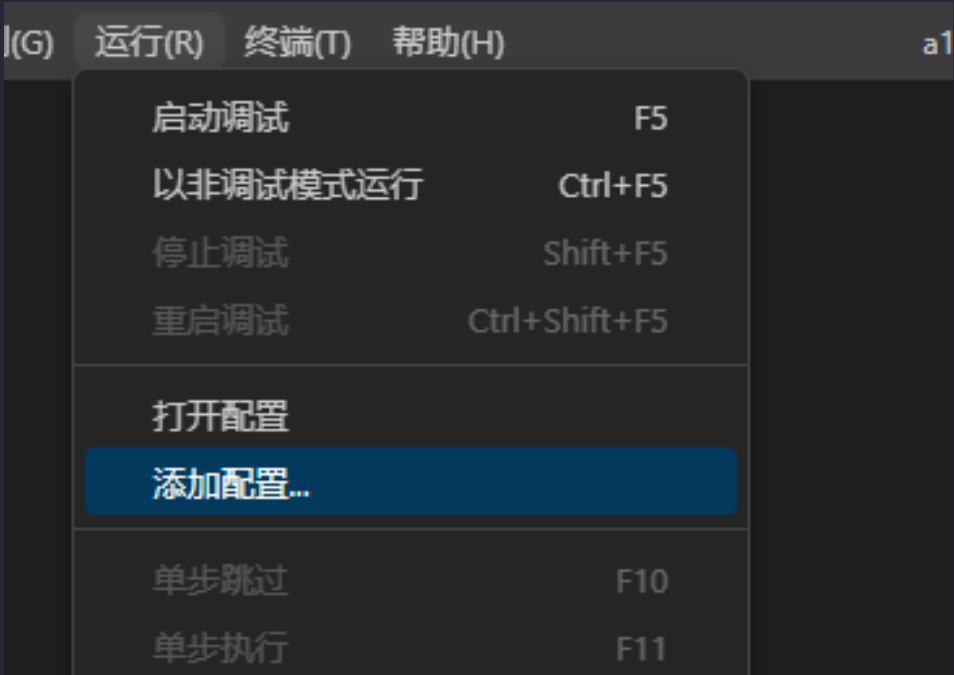 (G) 运行(R) 终端(T) 帮助(H) a1
启动调试 F5
以非调试模式运行 Ctrl+F5
停止调试 Shift+F5
重启调试 Ctrl+Shift+F5
打开配置
添加配置...
单步跳过 F10
单步执行 F11